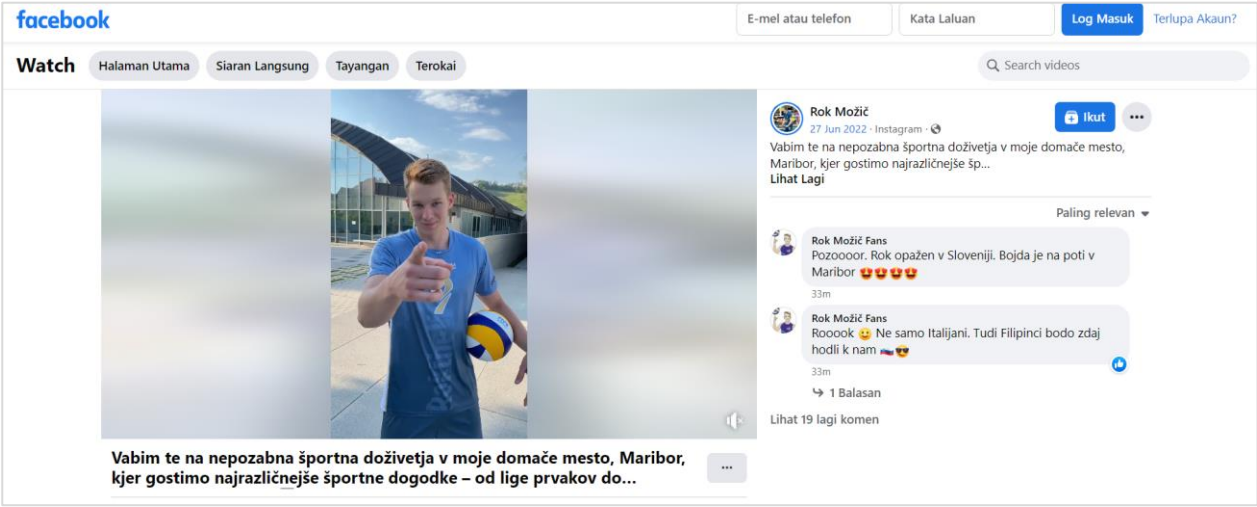 facebook
E-mel atau telefon
Kata Laluan
Log Masuk
Terlupa Akaun?
Watch
Halaman Utama
Siaran Langsung
Tayangan
Terokai
Search videos
Rok Možič
27 Jun 2022 · Instagram ·
Ikut
Vabim te na nepozabna športna doživetja v moje domače mesto,
Maribor, kjer gostimo najrazličnejše šp...
Lihat Lagi
Paling relevan
Rok Možič Fans
Pozoooor. Rok opažen v Sloveniji. Bojda je na poti v
Maribor 😍😍😍😍
33m
Rok Možič Fans
Rooook 😉 Ne samo Italijani. Tudi Filipinci bodo zdaj
hodli k nam 🇸🇮😎
33m
1 Balasan
Lihat 19 lagi komen
Vabim te na nepozabna športna doživetja v moje domače mesto, Maribor,
kjer gostimo najrazličnejše športne dogodke – od lige prvakov do...